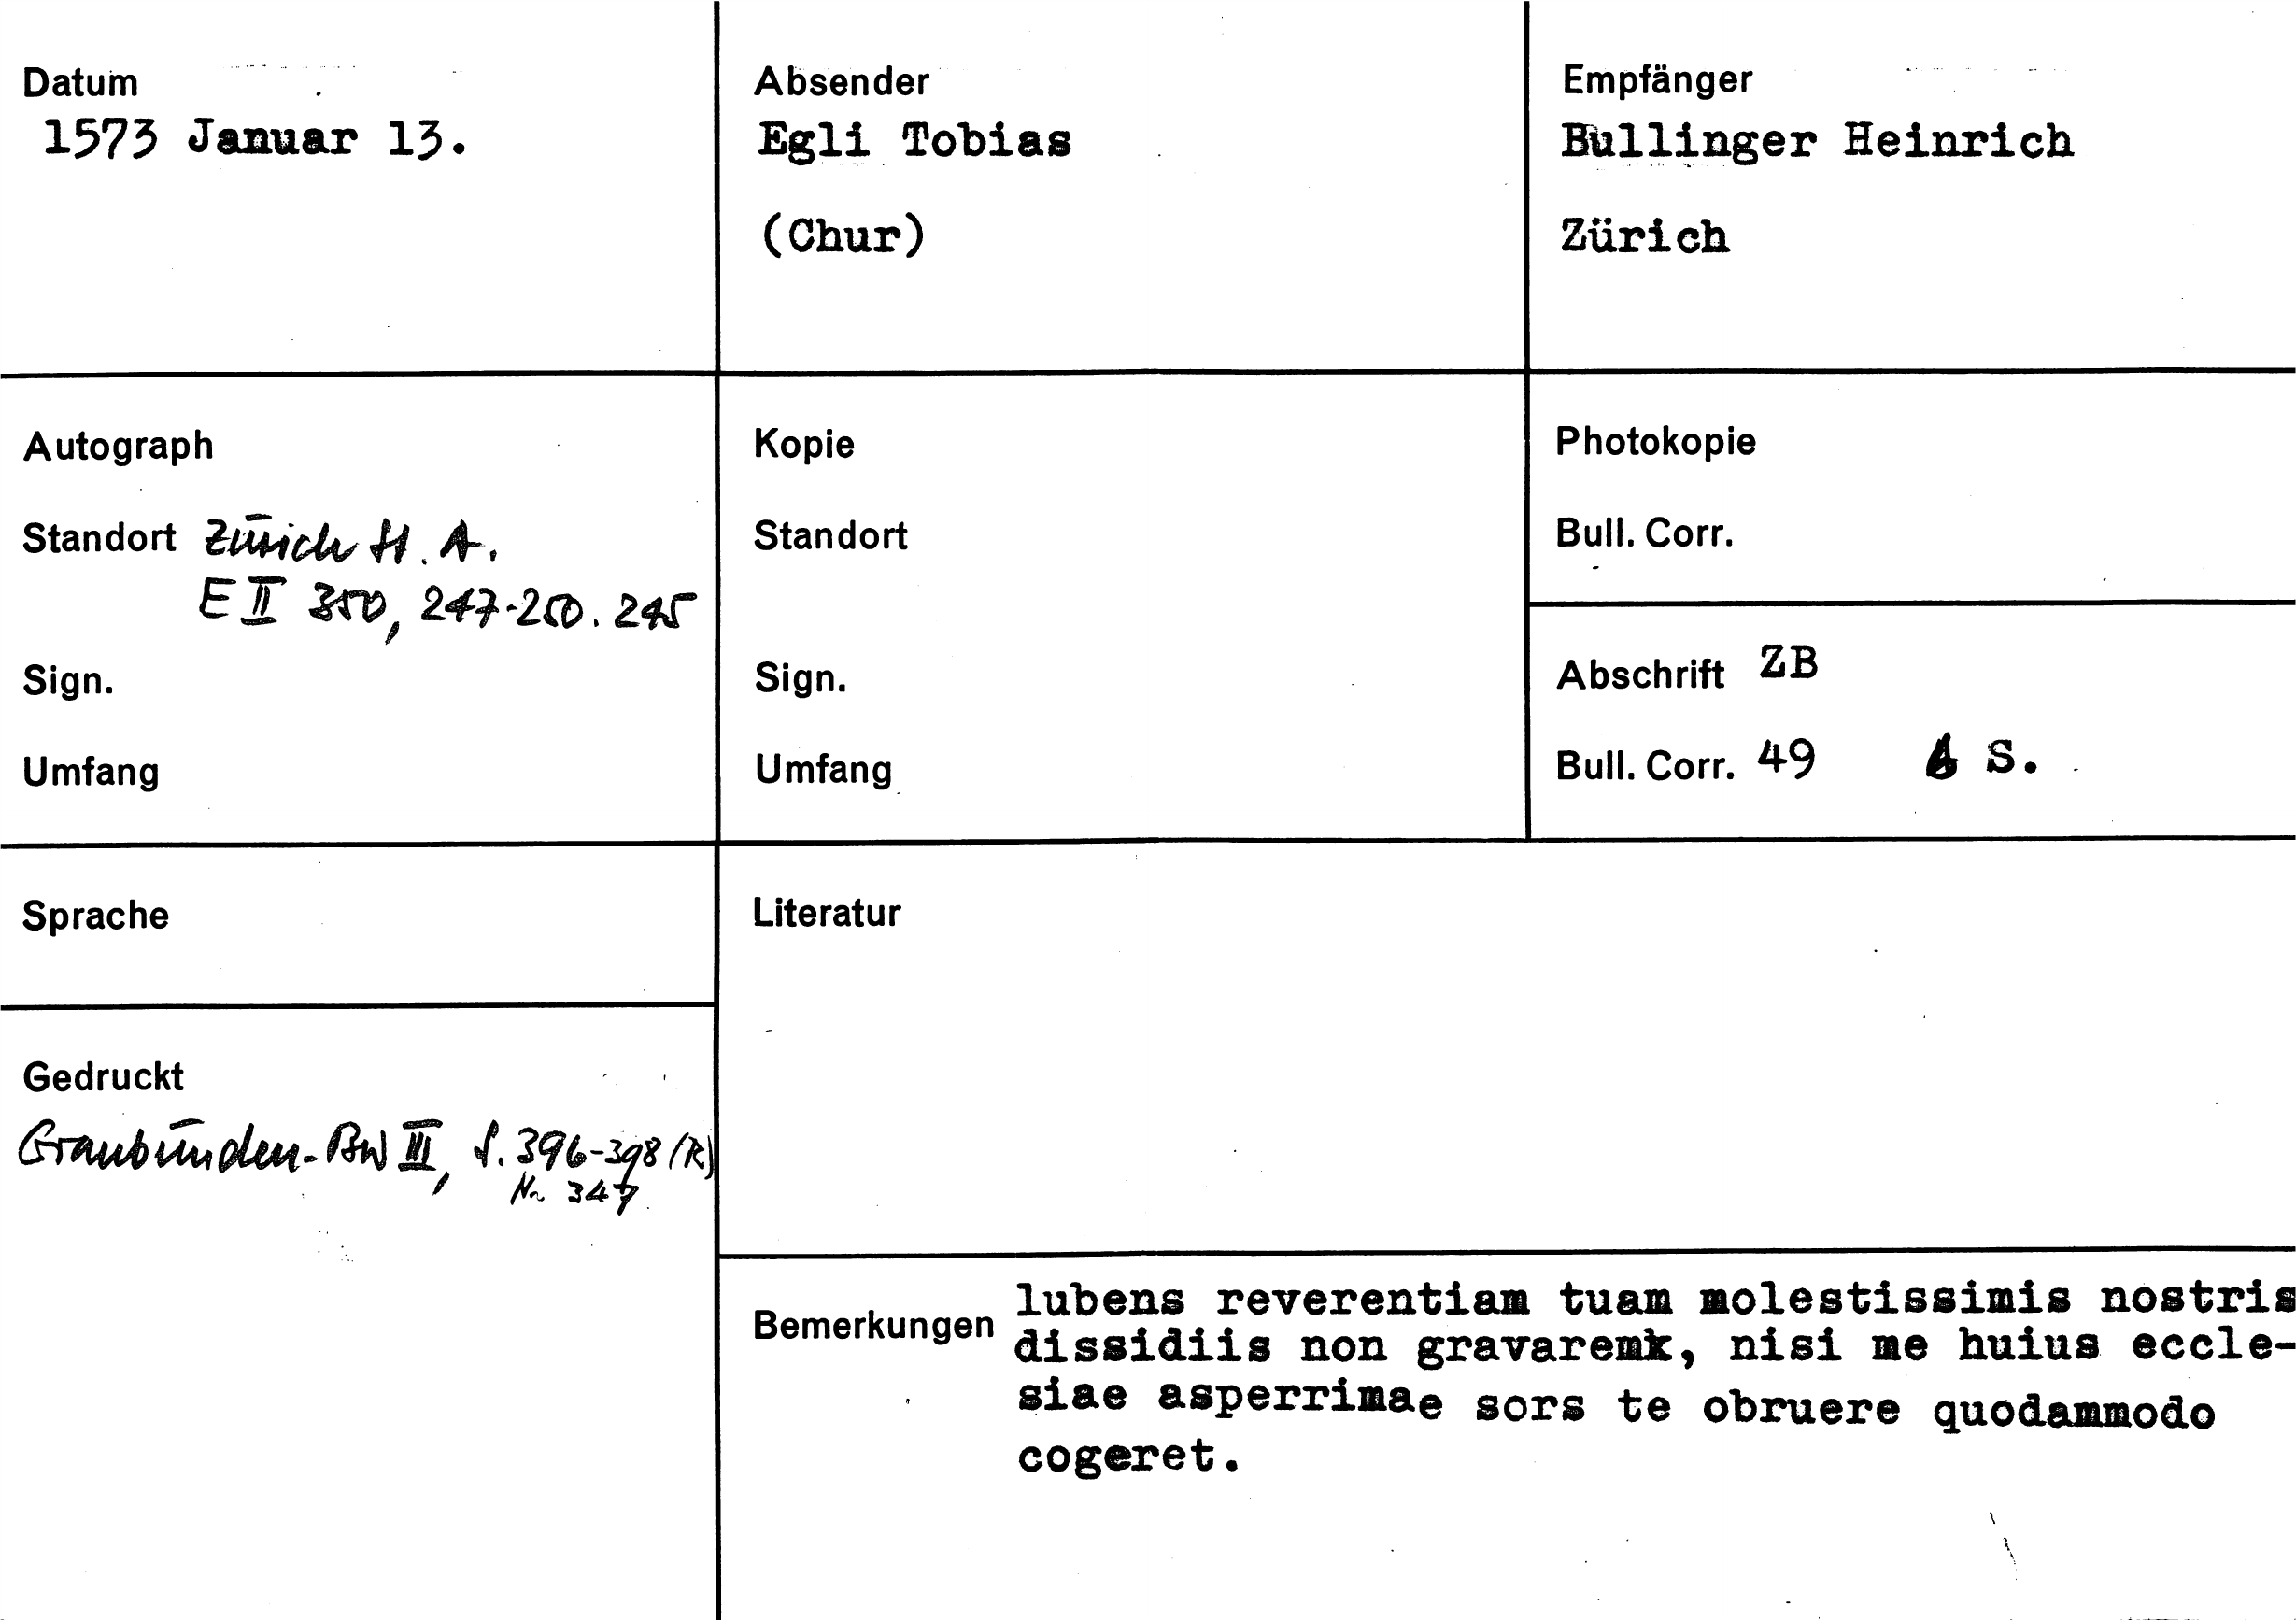 Datum
1573 Januar 13.
Absender
Egli Tobias
(Chur)
Empfänger
Bullinger Heinrich
Zürich
Autograph
Standort Zürich H. A.
E II 350, 247-250. 245
Sign.
Umfang
Kopie
Standort
Sign.
Umfang
Photokopie
Bull. Corr.
Abschrift ZB
Bull. Corr. 49 S.
Sprache
Gedruckt
Graubünden-BW III, S. 396-398 (R)
Nr. 347
Literatur
Bemerkungen
lubens reverentiam tuam molestissimis nostris
dissidiis non gravarem, nisi me huius eccle-
siae asperrimae sors te obruere quodammodo
cogeret.